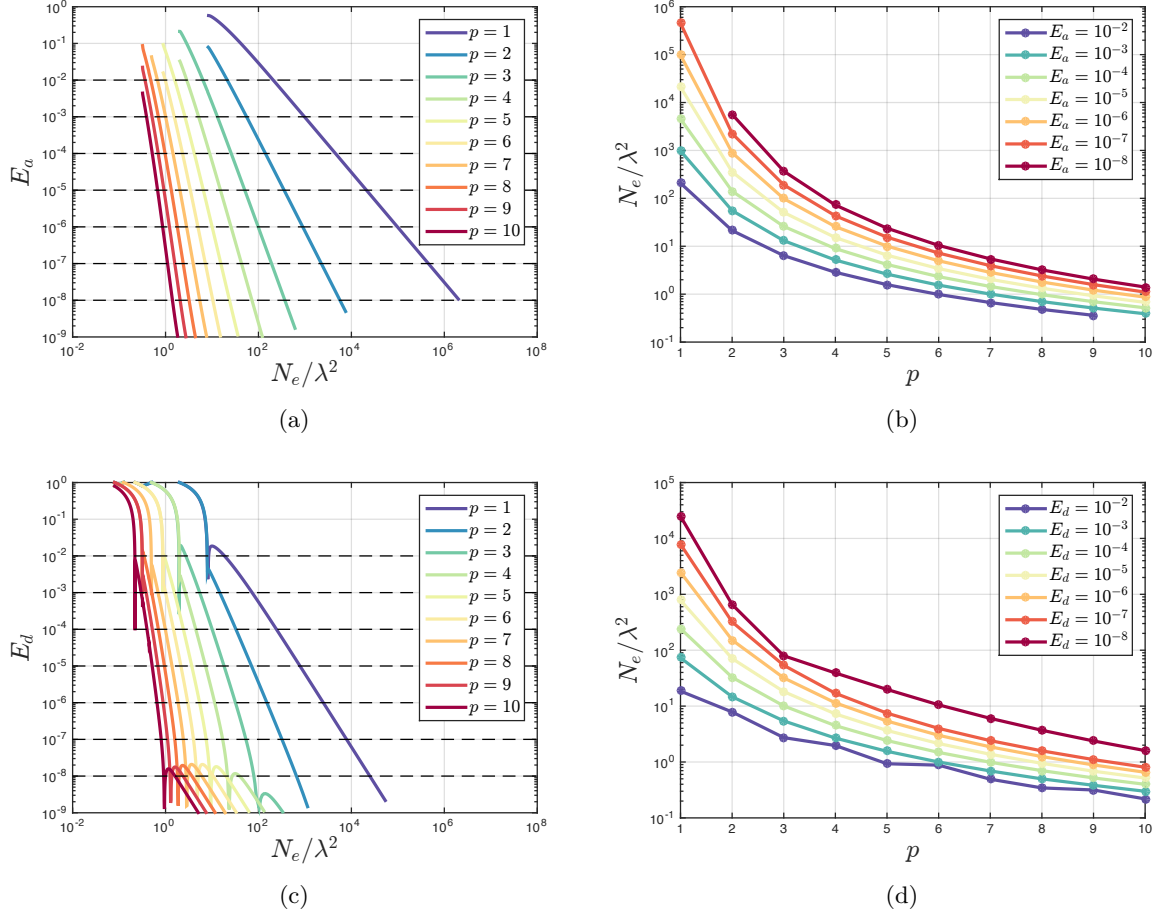 10^0
10^-1
10^-2
10^-3
10^-4
10^-5
10^-6
10^-7
10^-8
10^-9
E_a
10^-2 10^0 10^2 10^4 10^6 10^8
N_e/λ^2
p = 1
p = 2
p = 3
p = 4
p = 5
p = 6
p = 7
p = 8
p = 9
p = 10
(a)
10^6
10^5
10^4
10^3
10^2
10^1
10^0
10^-1
N_e/λ^2
1 2 3 4 5 6 7 8 9 10
p
E_a = 10^-2
E_a = 10^-3
E_a = 10^-4
E_a = 10^-5
E_a = 10^-6
E_a = 10^-7
E_a = 10^-8
(b)
10^0
10^-1
10^-2
10^-3
10^-4
10^-5
10^-6
10^-7
10^-8
10^-9
E_d
10^-2 10^0 10^2 10^4 10^6 10^8
N_e/λ^2
p = 1
p = 2
p = 3
p = 4
p = 5
p = 6
p = 7
p = 8
p = 9
p = 10
(c)
10^5
10^4
10^3
10^2
10^1
10^0
10^-1
N_e/λ^2
1 2 3 4 5 6 7 8 9 10
p
E_d = 10^-2
E_d = 10^-3
E_d = 10^-4
E_d = 10^-5
E_d = 10^-6
E_d = 10^-7
E_d = 10^-8
(d)